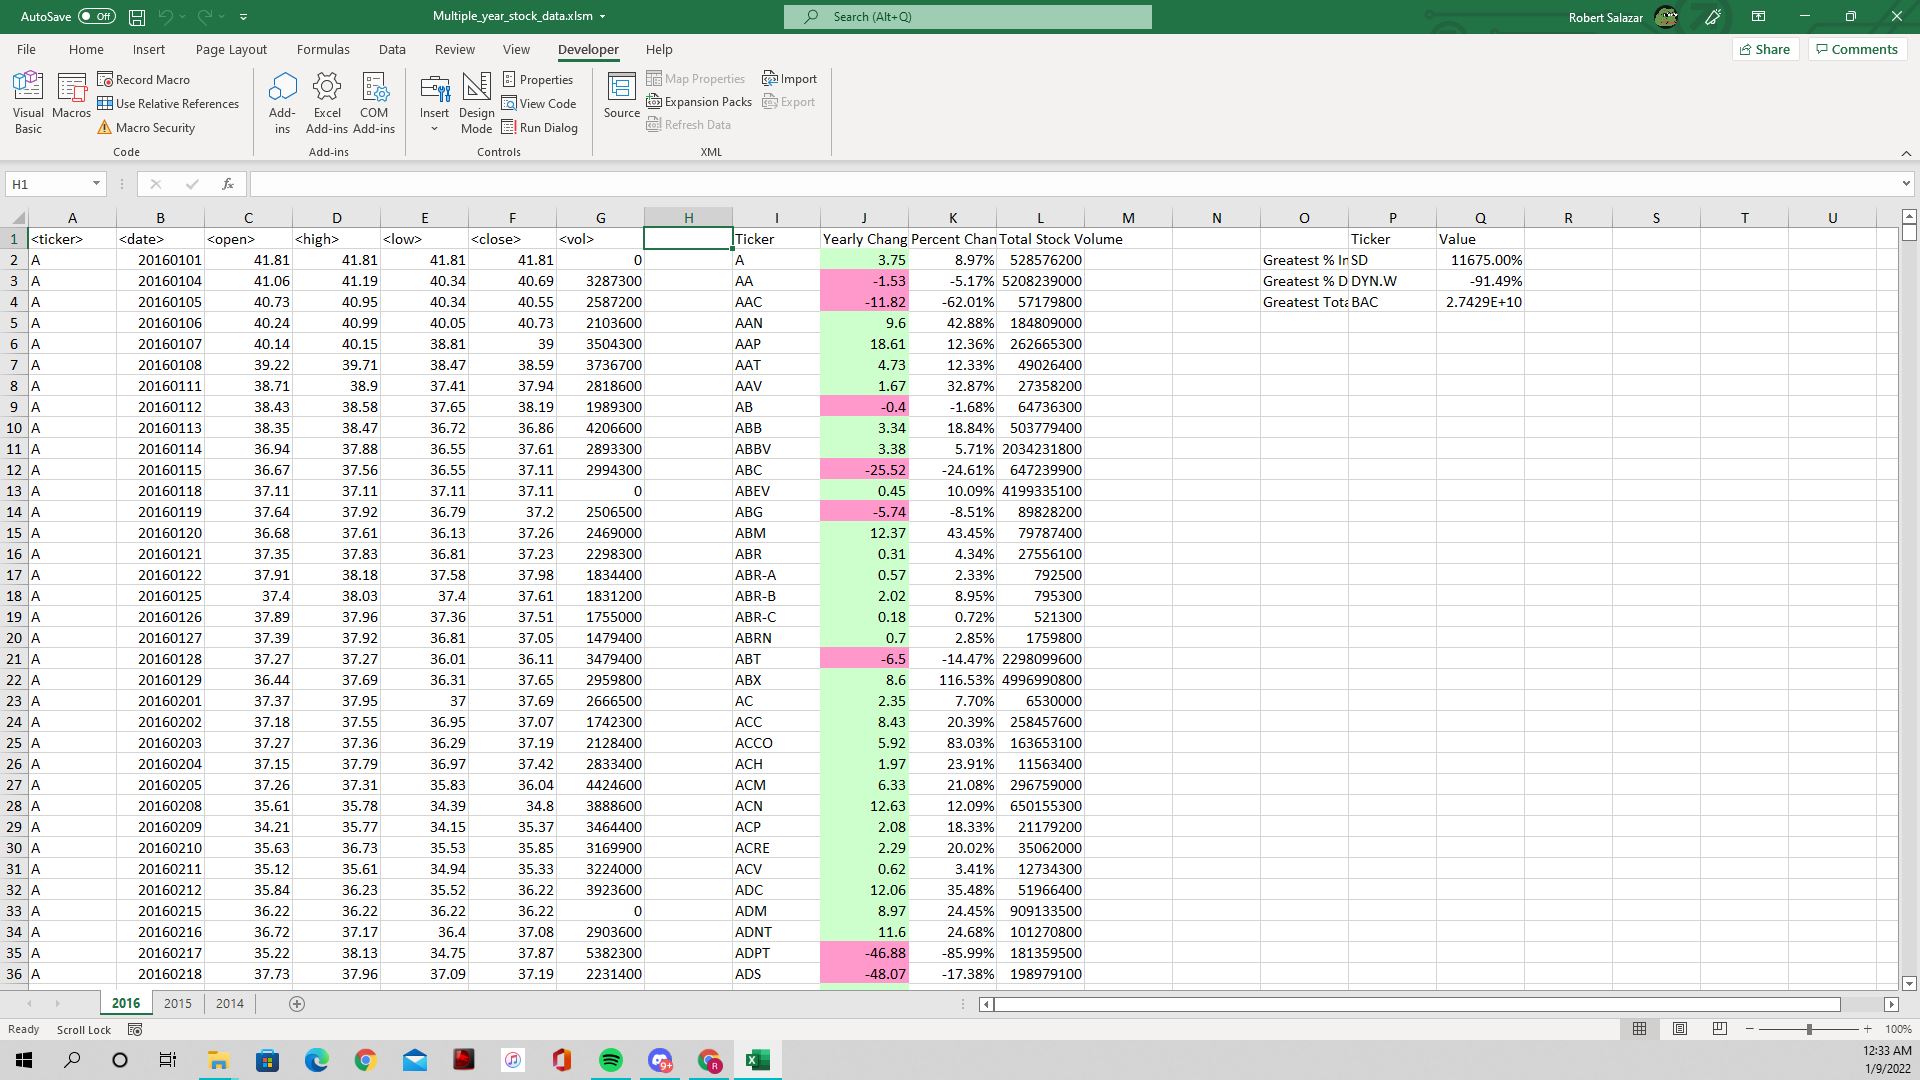 AutoSave Off Multiple_year_stock_data.xlsm Search (Alt+Q) Robert Salazar
File Home Insert Page Layout Formulas Data Review View Developer Help Share Comments
Visual Basic
Macros
Record Macro
Use Relative References
Macro Security
Code
Add-ins
Excel Add-ins
COM Add-ins
Add-ins
Insert
Design Mode
Properties
View Code
Run Dialog
Controls
Source
Map Properties
Expansion Packs
Refresh Data
Import
Export
XML
H1 fx
A B C D E F G H I J K L M N O P Q R S T U
1 <ticker> <date> <open> <high> <low> <close> <vol> Ticker Yearly Chang Percent Chan Total Stock Volume Ticker Value
2 A 20160101 41.81 41.81 41.81 41.81 0 A 3.75 8.97% 528576200 Greatest % In SD 11675.00%
3 A 20160104 41.06 41.19 40.34 40.69 3287300 AA -1.53 -5.17% 5208239000 Greatest % D DYN.W -91.49%
4 A 20160105 40.73 40.95 40.34 40.55 2587200 AAC -11.82 -62.01% 57179800 Greatest Tota BAC 2.7429E+10
5 A 20160106 40.24 40.99 40.05 40.73 2103600 AAN 9.6 42.88% 184809000
6 A 20160107 40.14 40.15 38.81 39 3504300 AAP 18.61 12.36% 262665300
7 A 20160108 39.22 39.71 38.47 38.59 3736700 AAT 4.73 12.33% 49026400
8 A 20160111 38.71 38.9 37.41 37.94 2818600 AAV 1.67 32.87% 27358200
9 A 20160112 38.43 38.58 37.65 38.19 1989300 AB -0.4 -1.68% 64736300
10 A 20160113 38.35 38.47 36.72 36.86 4206600 ABB 3.34 18.84% 503779400
11 A 20160114 36.94 37.88 36.55 37.61 2893300 ABBV 3.38 5.71% 2034231800
12 A 20160115 36.67 37.56 36.55 37.11 2994300 ABC -25.52 -24.61% 647239900
13 A 20160118 37.11 37.11 37.11 37.11 0 ABEV 0.45 10.09% 4199335100
14 A 20160119 37.64 37.92 36.79 37.2 2506500 ABG -5.74 -8.51% 89828200
15 A 20160120 36.68 37.61 36.13 37.26 2469000 ABM 12.37 43.45% 79787400
16 A 20160121 37.35 37.83 36.81 37.23 2298300 ABR 0.31 4.34% 27556100
17 A 20160122 37.91 38.18 37.58 37.98 1834400 ABR-A 0.57 2.33% 792500
18 A 20160125 37.4 38.03 37.4 37.61 1831200 ABR-B 2.02 8.95% 795300
19 A 20160126 37.89 37.96 37.36 37.51 1755000 ABR-C 0.18 0.72% 521300
20 A 20160127 37.39 37.92 36.81 37.05 1479400 ABRN 0.7 2.85% 1759800
21 A 20160128 37.27 37.27 36.01 36.11 3479400 ABT -6.5 -14.47% 2298099600
22 A 20160129 36.44 37.69 36.31 37.65 2959800 ABX 8.6 116.53% 4996990800
23 A 20160201 37.37 37.95 37 37.69 2666500 AC 2.35 7.70% 6530000
24 A 20160202 37.18 37.55 36.95 37.07 1742300 ACC 8.43 20.39% 258457600
25 A 20160203 37.27 37.36 36.29 37.19 2128400 ACCO 5.92 83.03% 163653100
26 A 20160204 37.15 37.79 36.97 37.42 2833400 ACH 1.97 23.91% 11563400
27 A 20160205 37.26 37.31 35.83 36.04 4424600 ACM 6.33 21.08% 296759000
28 A 20160208 35.61 35.78 34.39 34.8 3888600 ACN 12.63 12.09% 650155300
29 A 20160209 34.21 35.77 34.15 35.37 3464400 ACP 2.08 18.33% 21179200
30 A 20160210 35.63 36.73 35.53 35.85 3169900 ACRE 2.29 20.02% 35062000
31 A 20160211 35.12 35.61 34.94 35.33 3224000 ACV 0.62 3.41% 12734300
32 A 20160212 35.84 36.23 35.52 36.22 3923600 ADC 12.06 35.48% 51966400
33 A 20160215 36.22 36.22 36.22 36.22 0 ADM 8.97 24.45% 909133500
34 A 20160216 36.72 37.17 36.4 37.08 2903600 ADNT 11.6 24.68% 101270800
35 A 20160217 35.22 38.13 34.75 37.87 5382300 ADPT -46.88 -85.99% 181359500
36 A 20160218 37.73 37.96 37.09 37.19 2231400 ADS -48.07 -17.38% 198979100
2016 2015 2014
Ready Scroll Lock 100%
9+ R
12:33 AM
1/9/2022